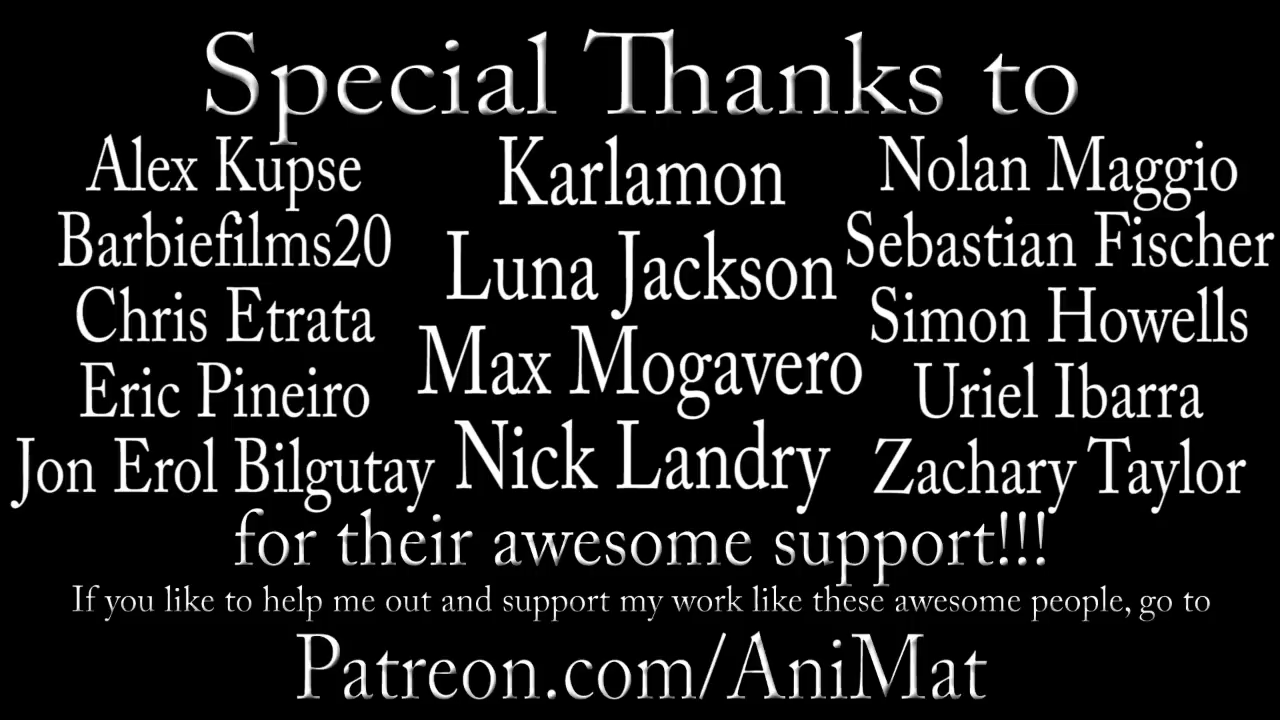 Special Thanks to
Alex Kupse
Barbiefilms20
Chris Etrata
Eric Pineiro
Jon Erol Bilgutay
Karlamon
Luna Jackson
Max Mogavero
Nick Landry
Nolan Maggio
Sebastian Fischer
Simon Howells
Uriel Ibarra
Zachary Taylor
for their awesome support!!!
If you like to help me out and support my work like these awesome people, go to
Patreon.com/AniMat